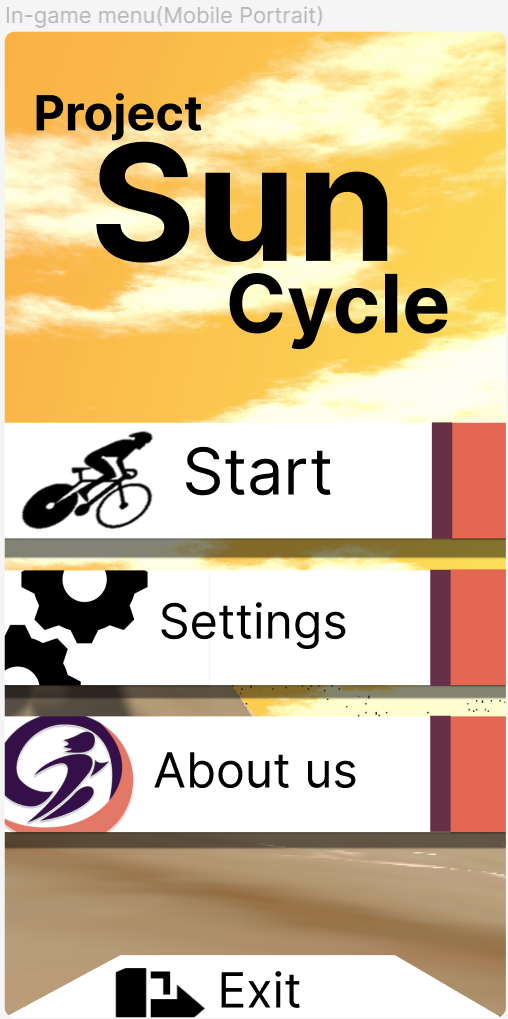 In-game menu(Mobile Portrait)
Project
Sun
Cycle
Start
Settings
About us
Exit